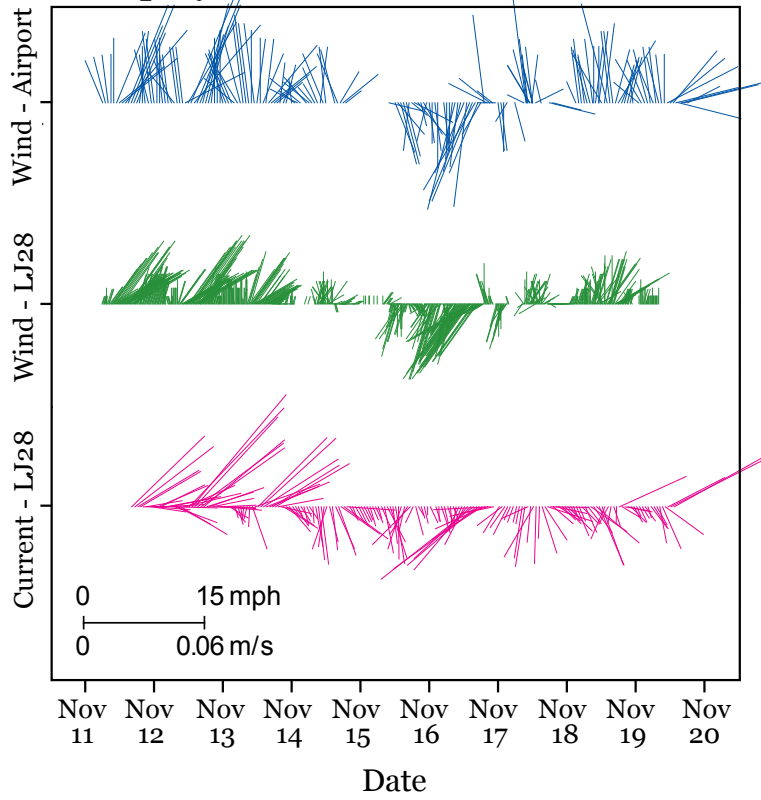 Wind - Airport
Wind - LJ28
Current - LJ28
0 15 mph
0 0.06 m/s
Nov Nov Nov Nov Nov Nov Nov Nov Nov Nov
11 12 13 14 15 16 17 18 19 20
Date